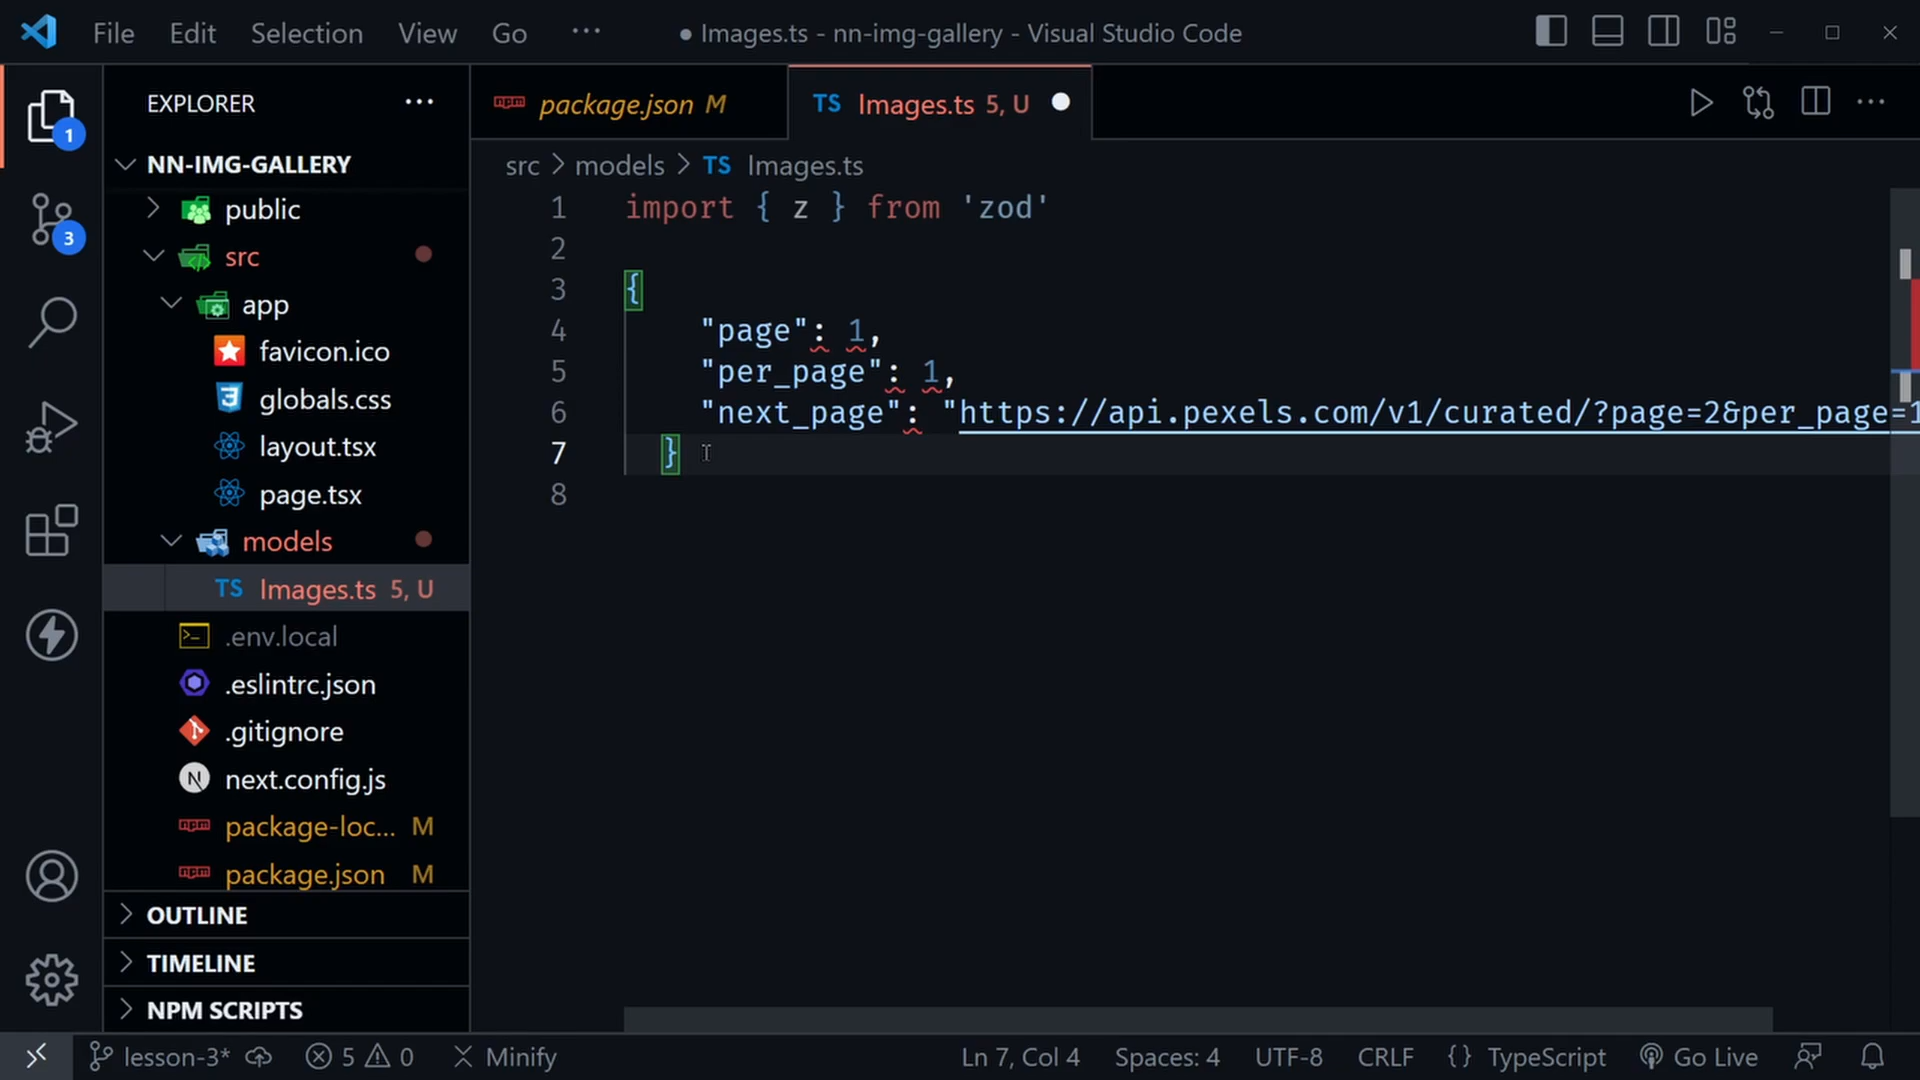 File Edit Selection View Go ··· ● Images.ts - nn-img-gallery - Visual Studio Code
EXPLORER
NN-IMG-GALLERY
public
src
app
favicon.ico
globals.css
layout.tsx
page.tsx
models
TS Images.ts 5, U
.env.local
.eslintrc.json
.gitignore
next.config.js
package-loc... M
package.json M
OUTLINE
TIMELINE
NPM SCRIPTS
1
3
npm package.json M
TS Images.ts 5, U
src > models > TS Images.ts
1 import { z } from 'zod'
2
3 {
4 "page": 1,
5 "per_page": 1,
6 "next_page": "https://api.pexels.com/v1/curated/?page=2&per_page=1
7 }
8
lesson-3* 5 0 Minify Ln 7, Col 4 Spaces: 4 UTF-8 CRLF {} TypeScript Go Live